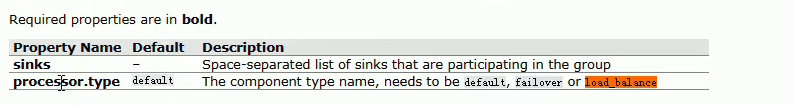 Required properties are in bold.
Property Name Default Description
sinks – Space-separated list of sinks that are participating in the group
processor.type default The component type name, needs to be default, failover or load_balance